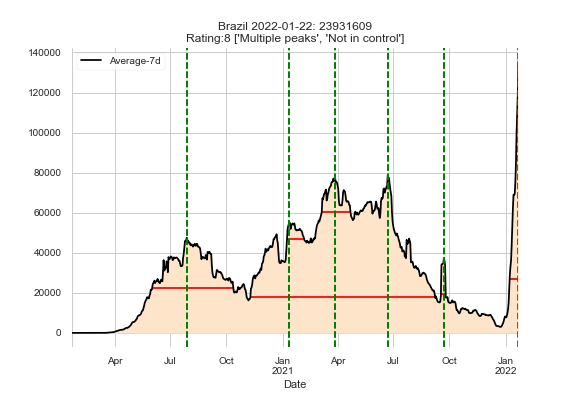 Brazil 2022-01-22: 23931609
Rating:8 ['Multiple peaks', 'Not in control']
Average-7d
140000
120000
100000
80000
60000
40000
20000
0
Apr Jul Oct Jan Apr Jul Oct Jan
2021 2022
Date